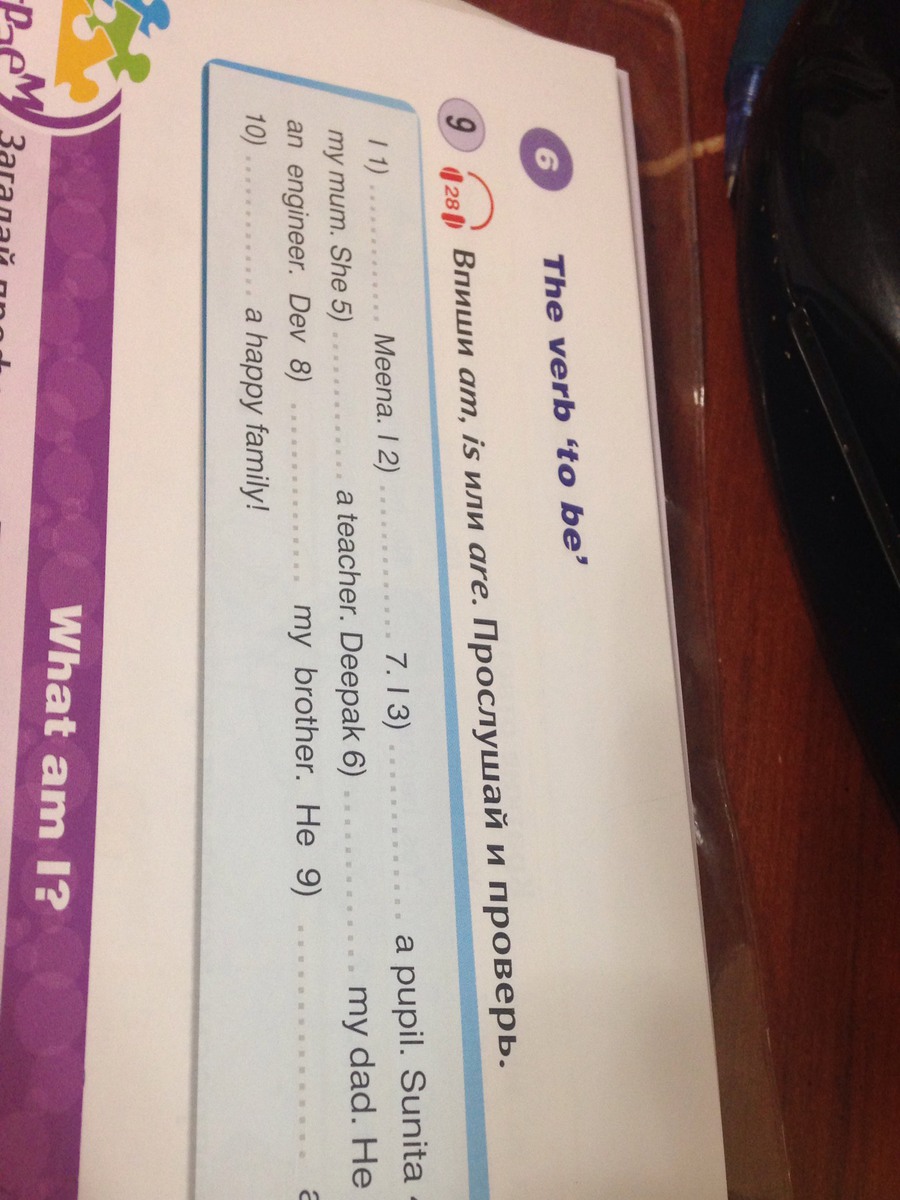 6 The verb ‘to be’
9 28 Впиши am, is или are. Прослушай и проверь.
I 1) ............ Meena. I 2) ............ 7. I 3) ............ a pupil. Sunita
my mum. She 5) ............ a teacher. Deepak 6) ............ my dad. He
an engineer. Dev 8) ............ my brother. He 9) ............
10) ............ a happy family!
What am I?
Загадай